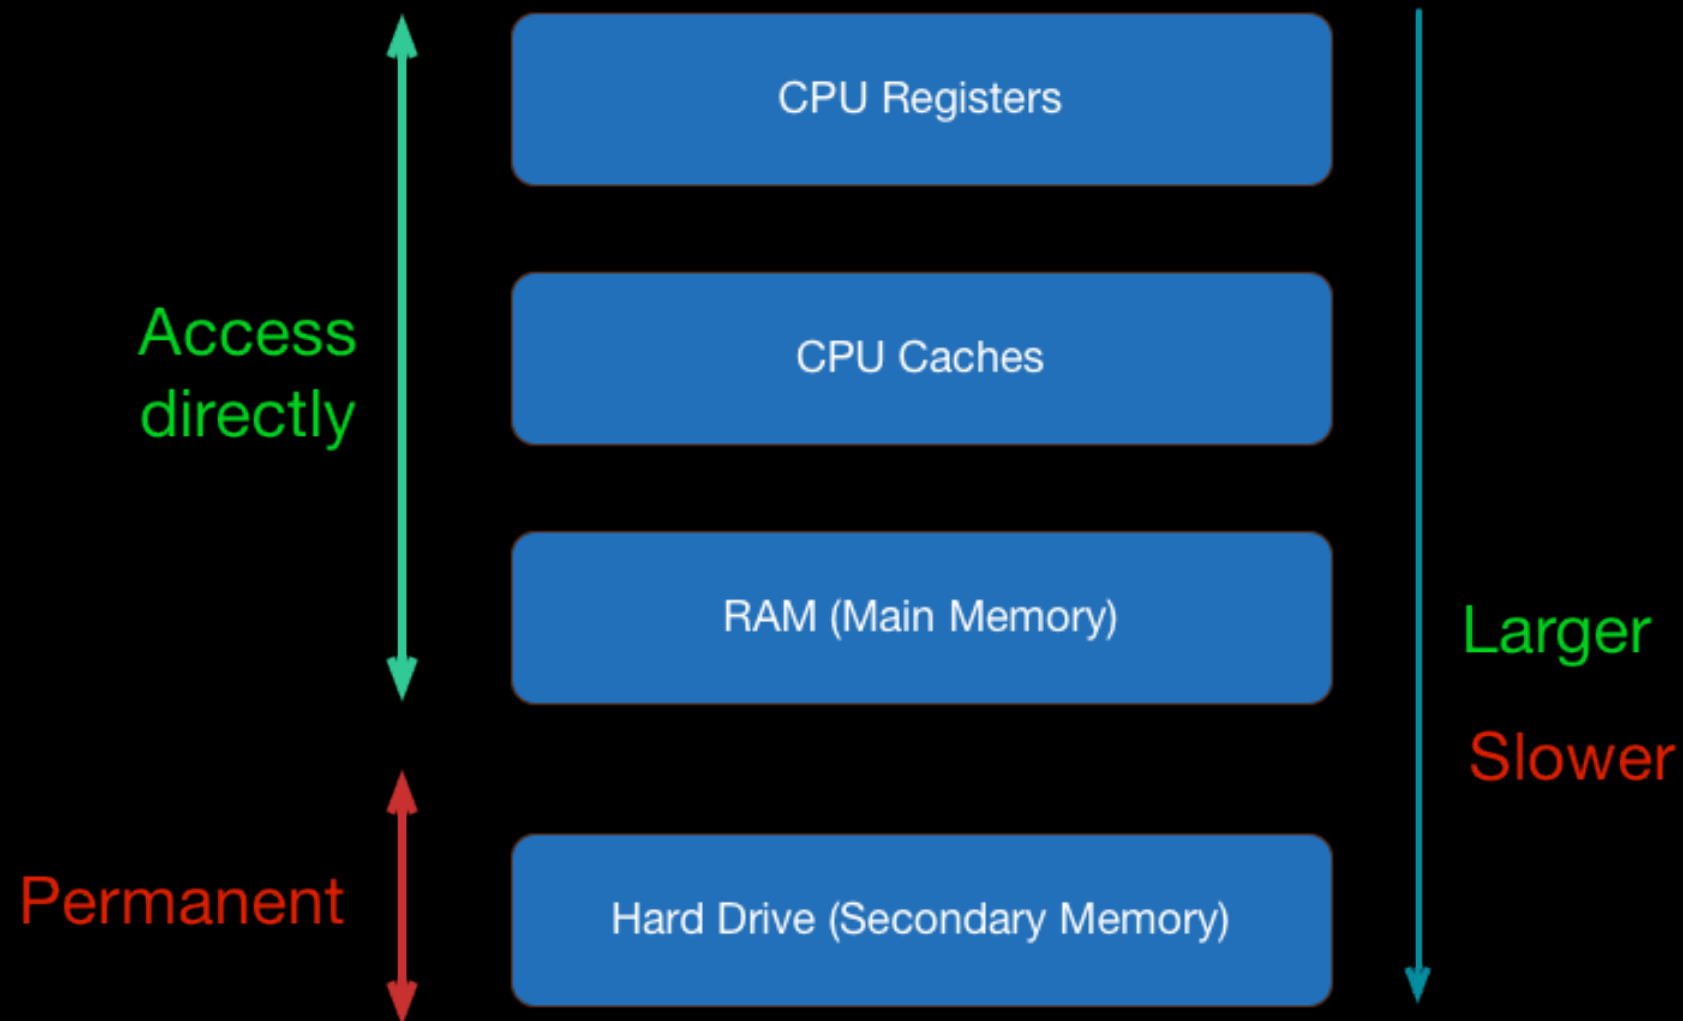 CPU Registers
CPU Caches
Access
directly
RAM (Main Memory)
Larger
Slower
Permanent
Hard Drive (Secondary Memory)